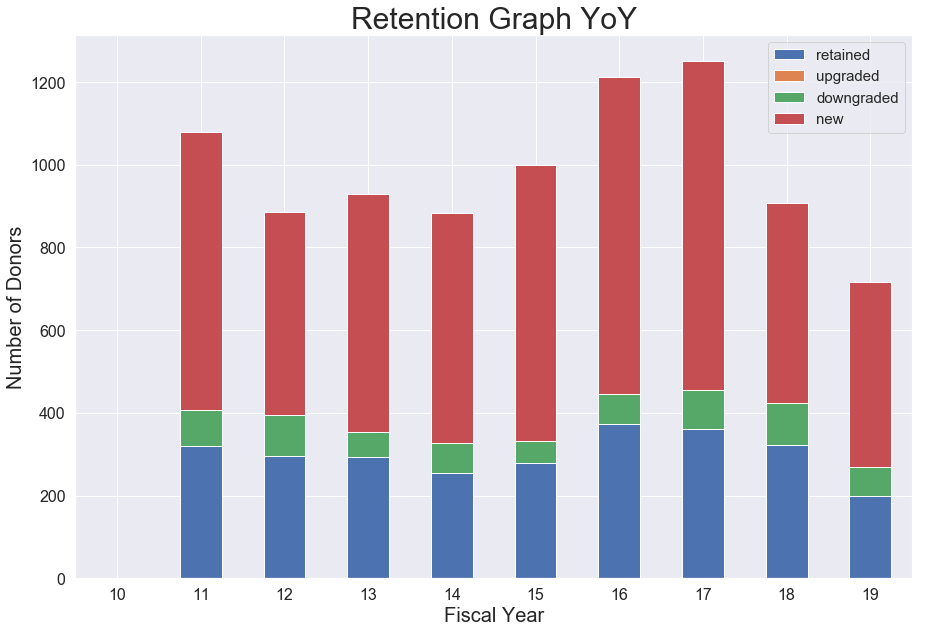 Retention Graph YoY
retained
upgraded
downgraded
new
Number of Donors
1200
1000
800
600
400
200
0
10 11 12 13 14 15 16 17 18 19
Fiscal Year